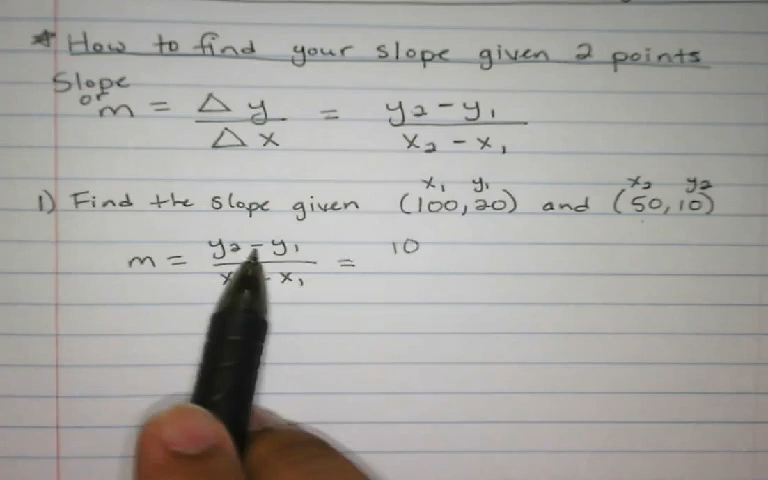 * How to find your slope given 2 points
Slope
or m = Δy / Δx = y₂ - y₁ / x₂ - x₁
x₁ y₁ x₂ y₂
1) Find the slope given (100, 20) and (50, 10)
m = y₂ - y₁ / x - x₁ = 10